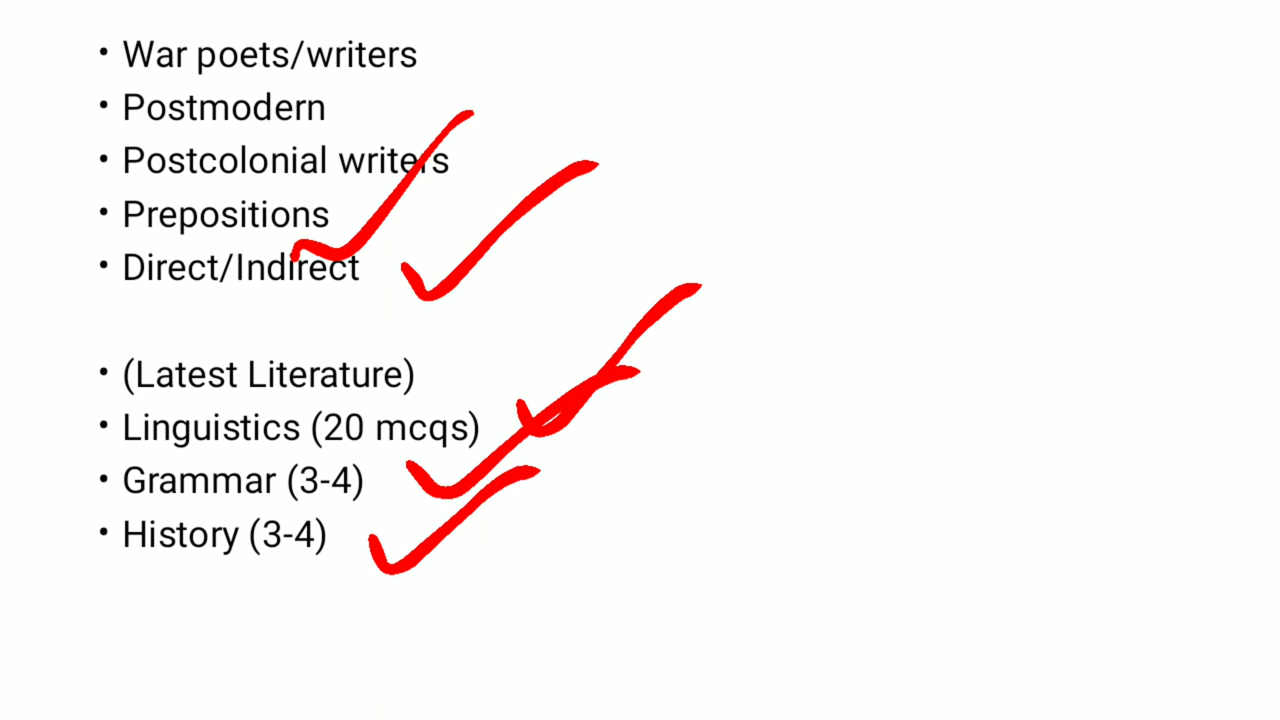 • War poets/writers
• Postmodern
• Postcolonial writers
• Prepositions
• Direct/Indirect
• (Latest Literature)
• Linguistics (20 mcqs)
• Grammar (3-4)
• History (3-4)